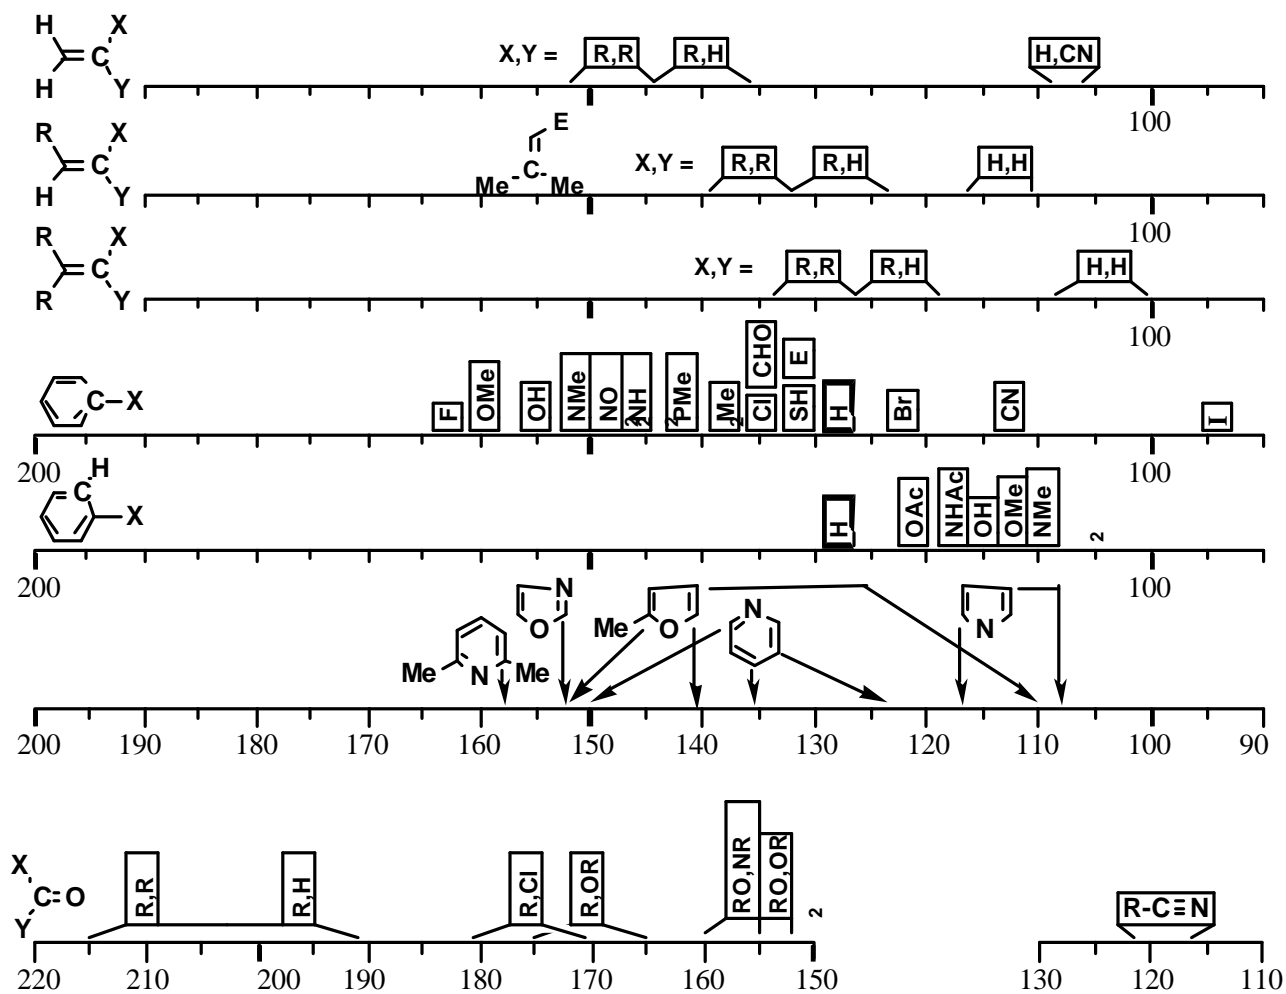 H X
C
H Y
X,Y = R,R R,H H,CN
100
R X
C
H Y
E
C
Me Me
X,Y = R,R R,H H,H
100
R X
C
R Y
X,Y = R,R R,H H,H
100
C X
F OMe OH NMe2 NO2 NH2 PMe2 Me CHO Cl E SH H Br CN I
200 100
H
C
X
H OAc NHAc OH OMe NMe2
200 100
Me N Me
N O
Me O
N
N
200 190 180 170 160 150 140 130 120 110 100 90
X
C=O
Y
R,R R,H R,Cl R,OR RO,NR2 RO,OR
R-C≡N
220 210 200 190 180 170 160 150 130 120 110